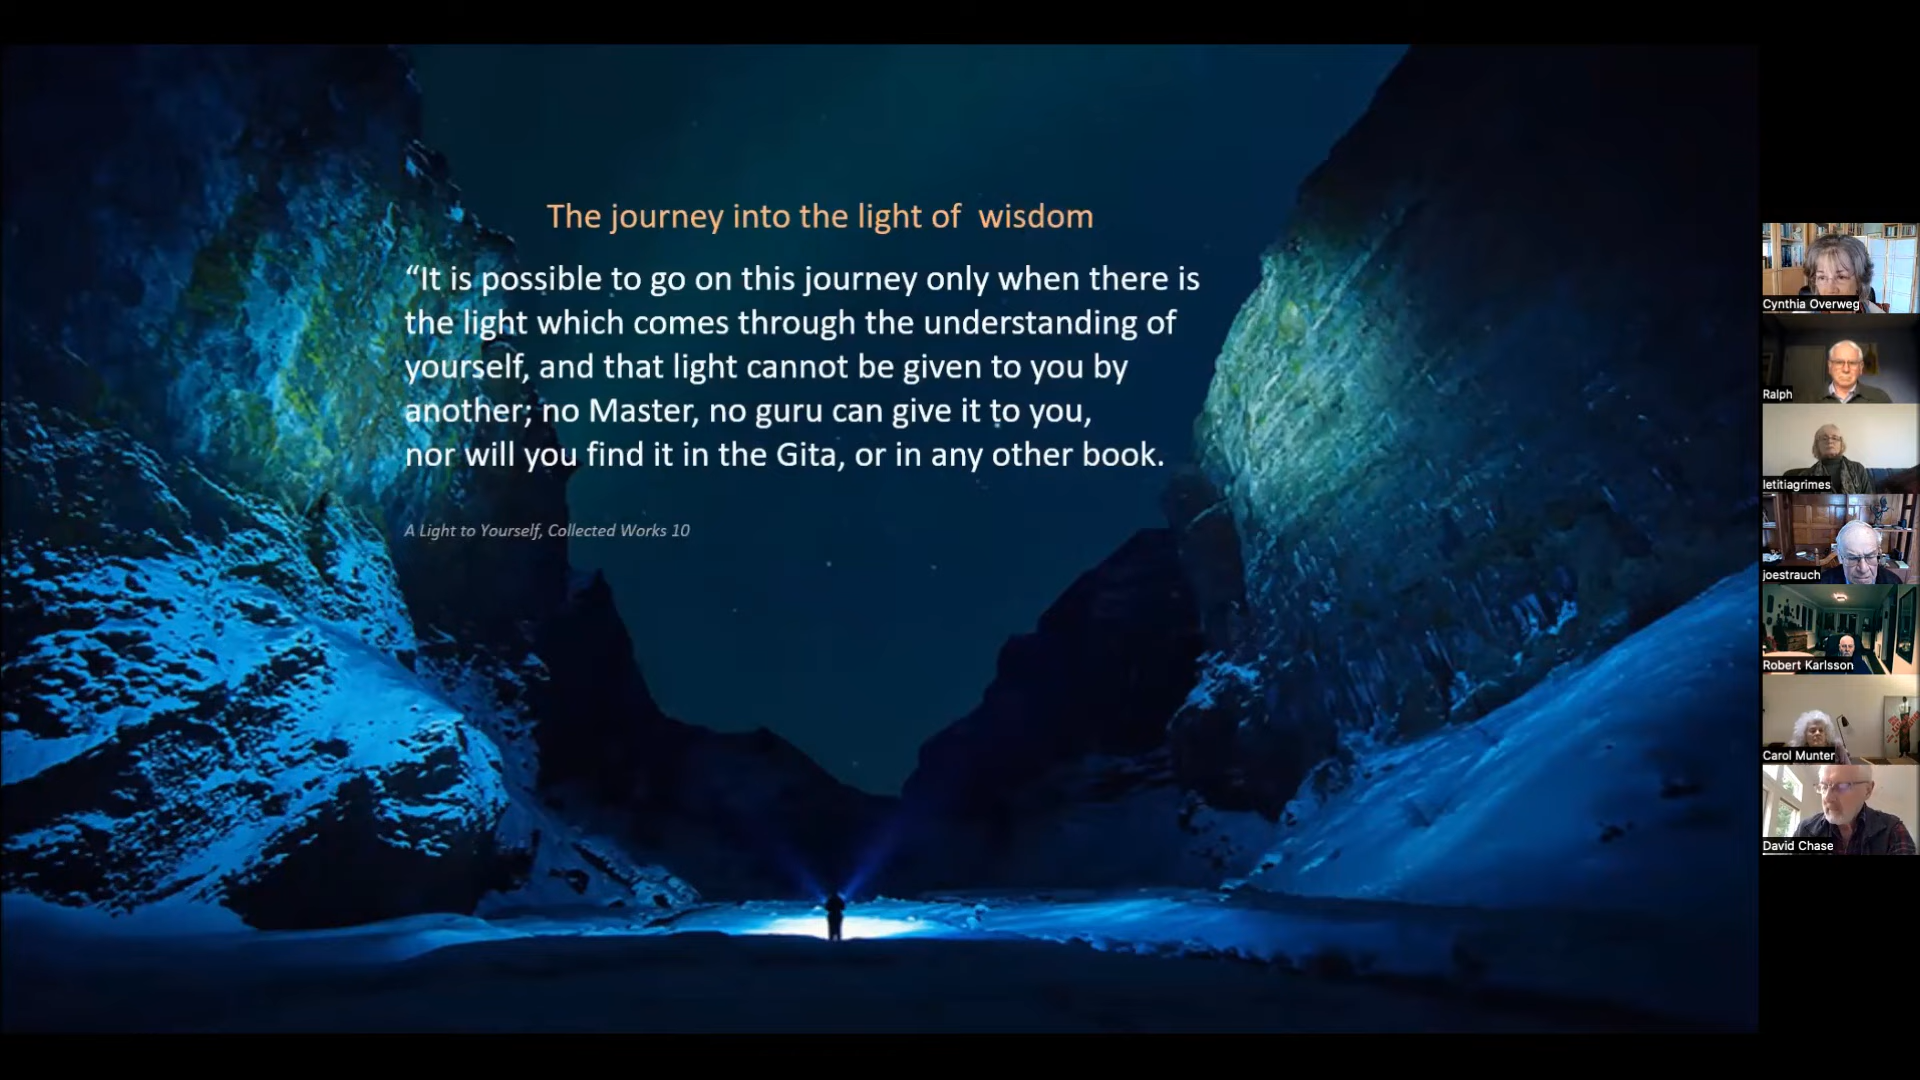 The journey into the light of  wisdom
“It is possible to go on this journey only when there is
the light which comes through the understanding of
yourself, and that light cannot be given to you by
another; no Master, no guru can give it to you,
nor will you find it in the Gita, or in any other book.
A Light to Yourself, Collected Works 10
Cynthia Overweg
Ralph
letitiagrimes
joestrauch
Robert Karlsson
Carol Munter
David Chase